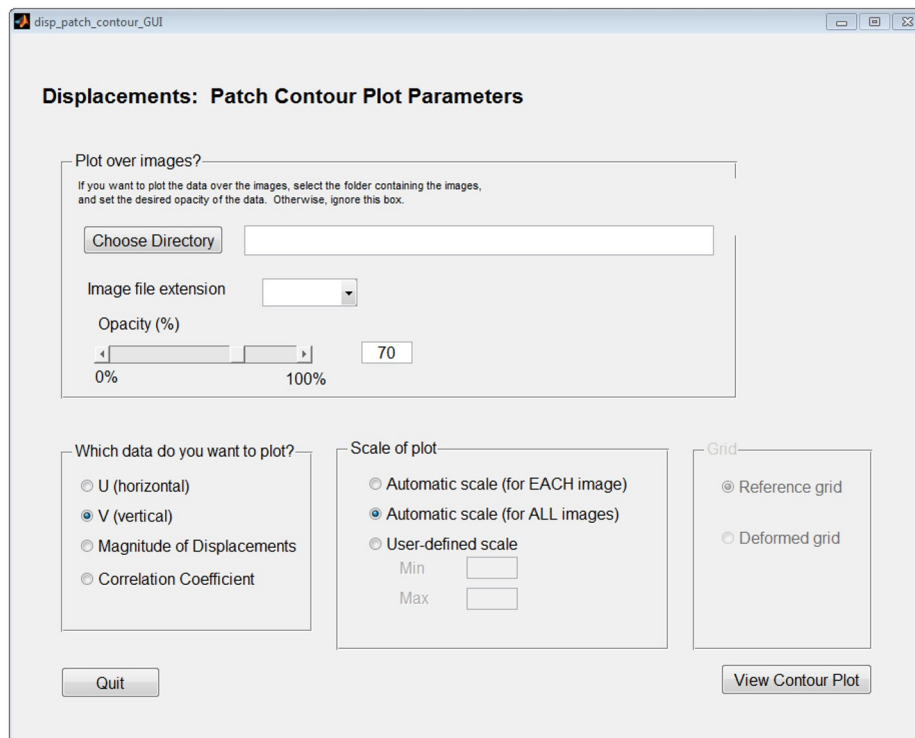 disp_patch_contour_GUI
Displacements:  Patch Contour Plot Parameters
Plot over images?
If you want to plot the data over the images, select the folder containing the images,
and set the desired opacity of the data.  Otherwise, ignore this box.
Choose Directory
Image file extension
Opacity (%)
70
0% 100%
Which data do you want to plot?
U (horizontal)
V (vertical)
Magnitude of Displacements
Correlation Coefficient
Scale of plot
Automatic scale (for EACH image)
Automatic scale (for ALL images)
User-defined scale
Min
Max
Grid
Reference grid
Deformed grid
Quit
View Contour Plot